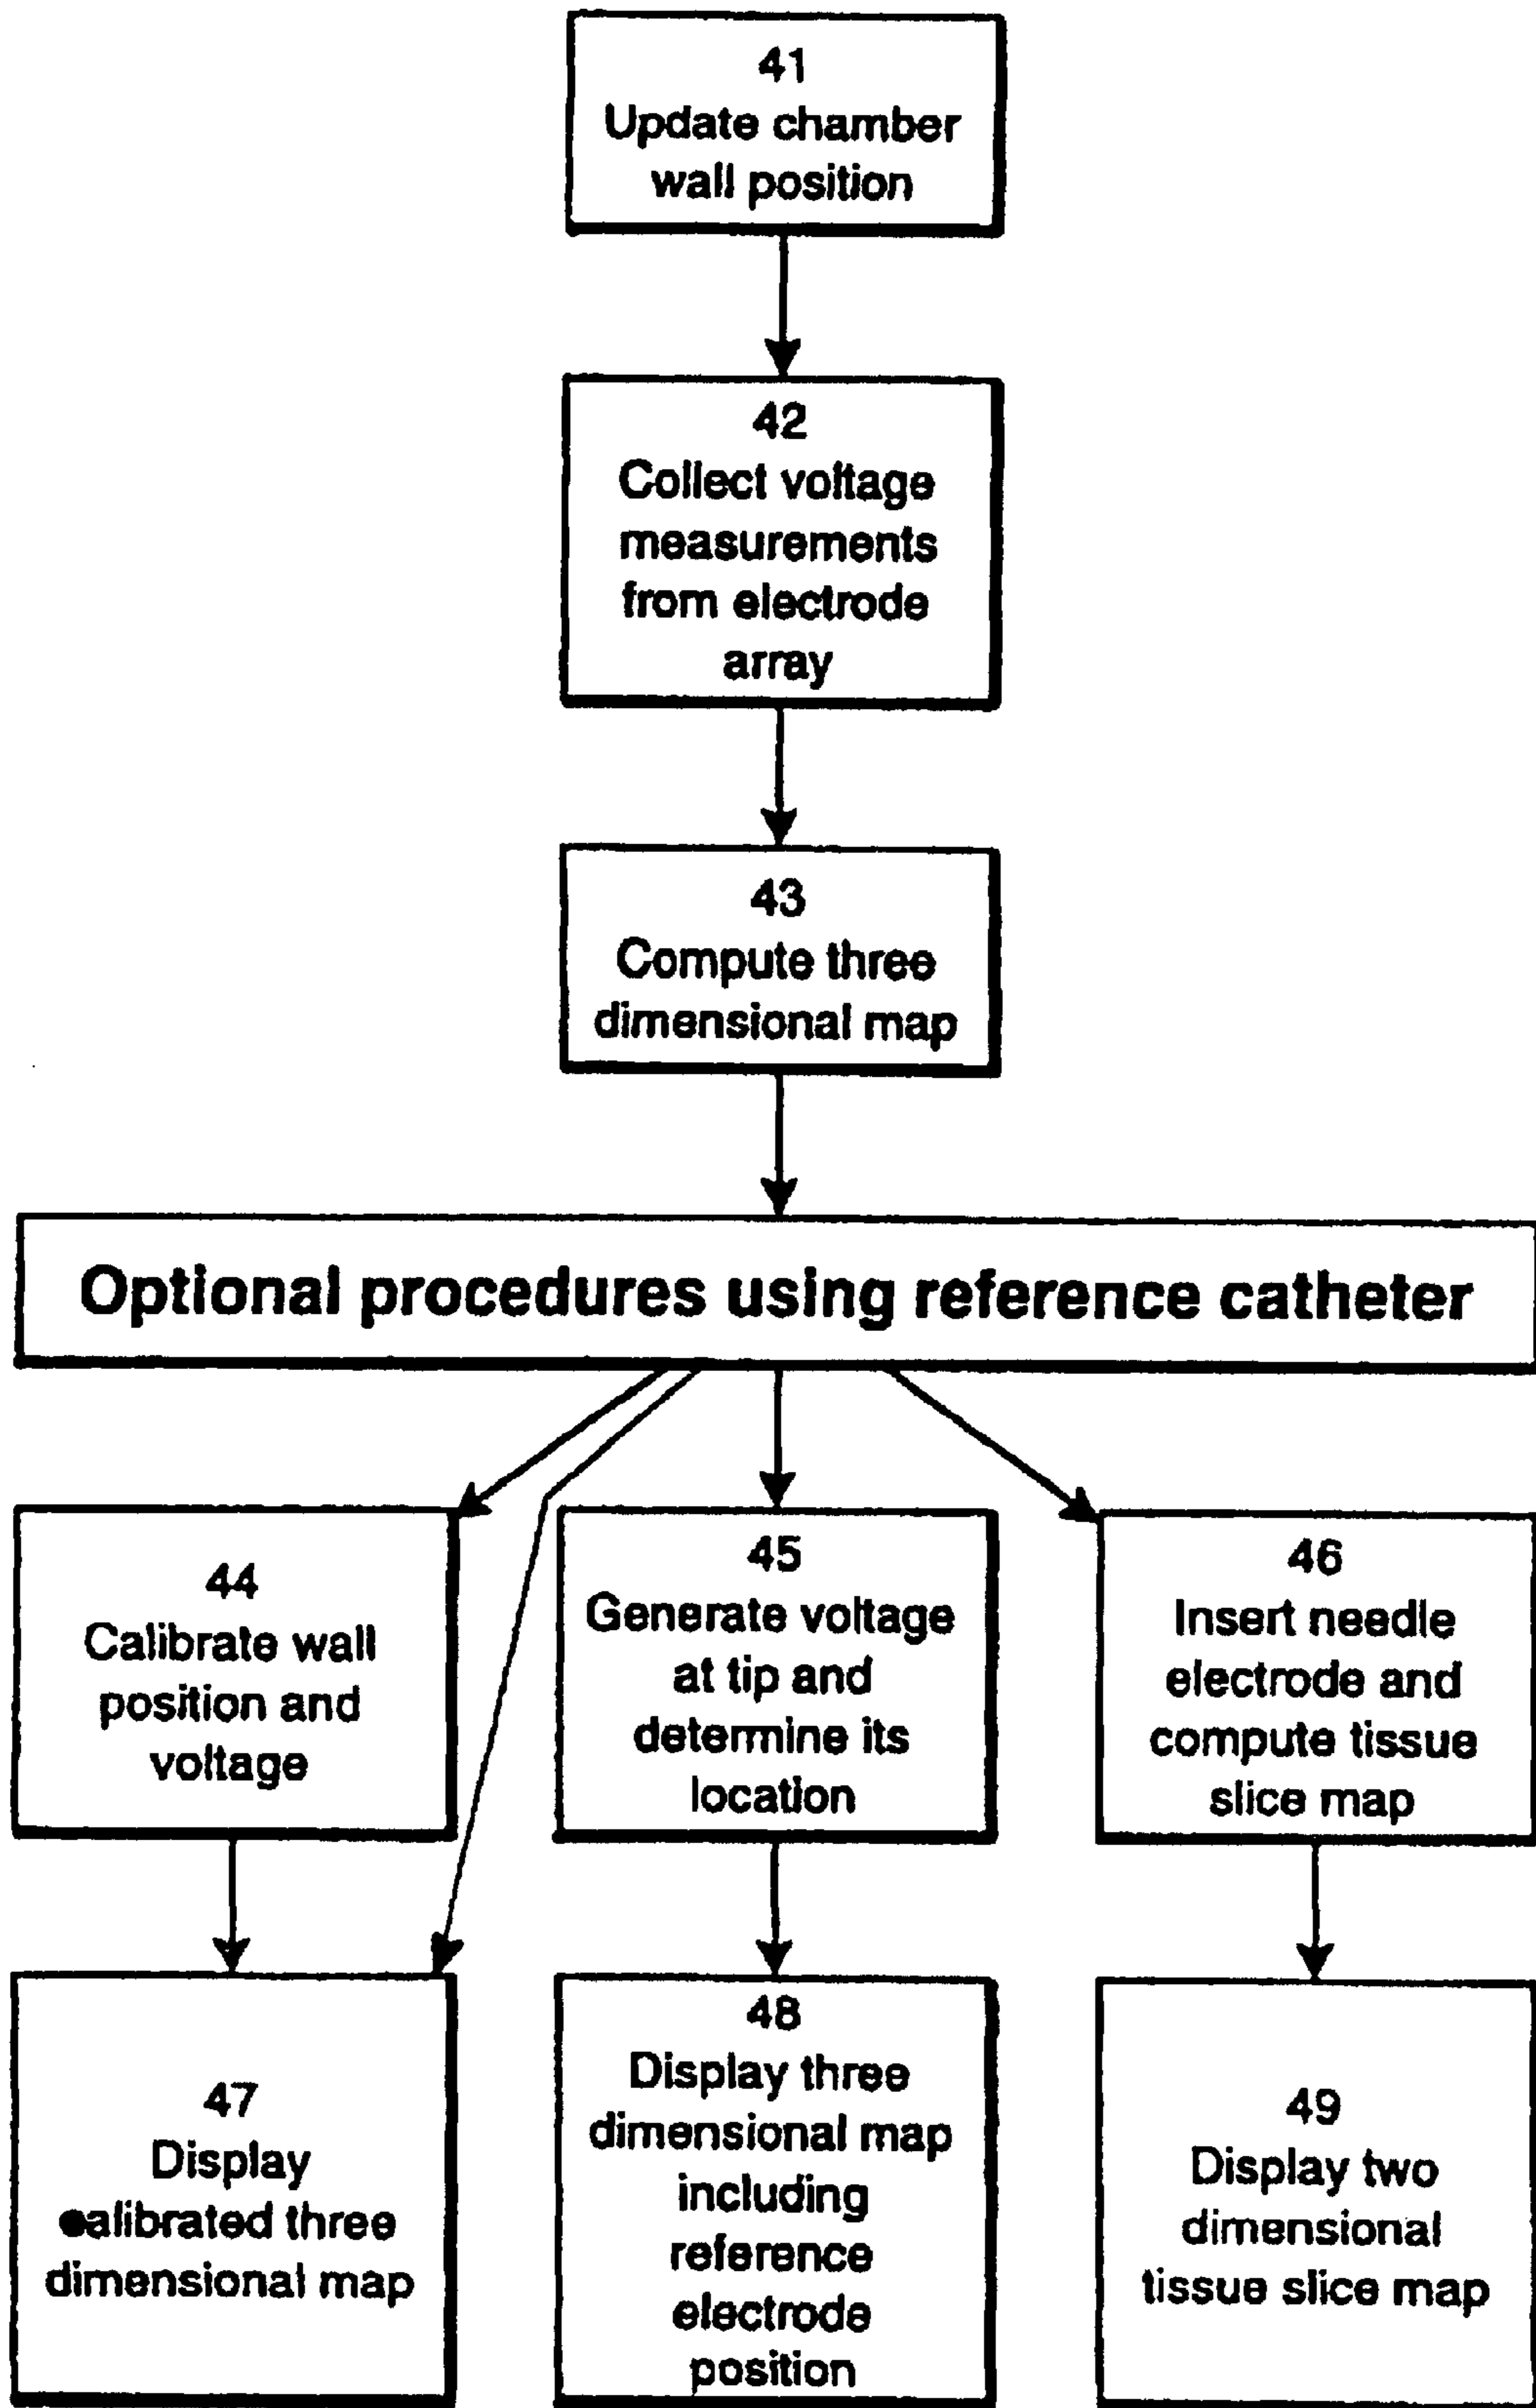 41
Update chamber
wall position
42
Collect voltage
measurements
from electrode
array
43
Compute three
dimensional map
Optional procedures using reference catheter
44
Calibrate wall
position and
voltage
45
Generate voltage
at tip and
determine its
location
46
Insert needle
electrode and
compute tissue
slice map
47
Display
calibrated three
dimensional map
48
Display three
dimensional map
including
reference
electrode
position
49
Display two
dimensional
tissue slice map